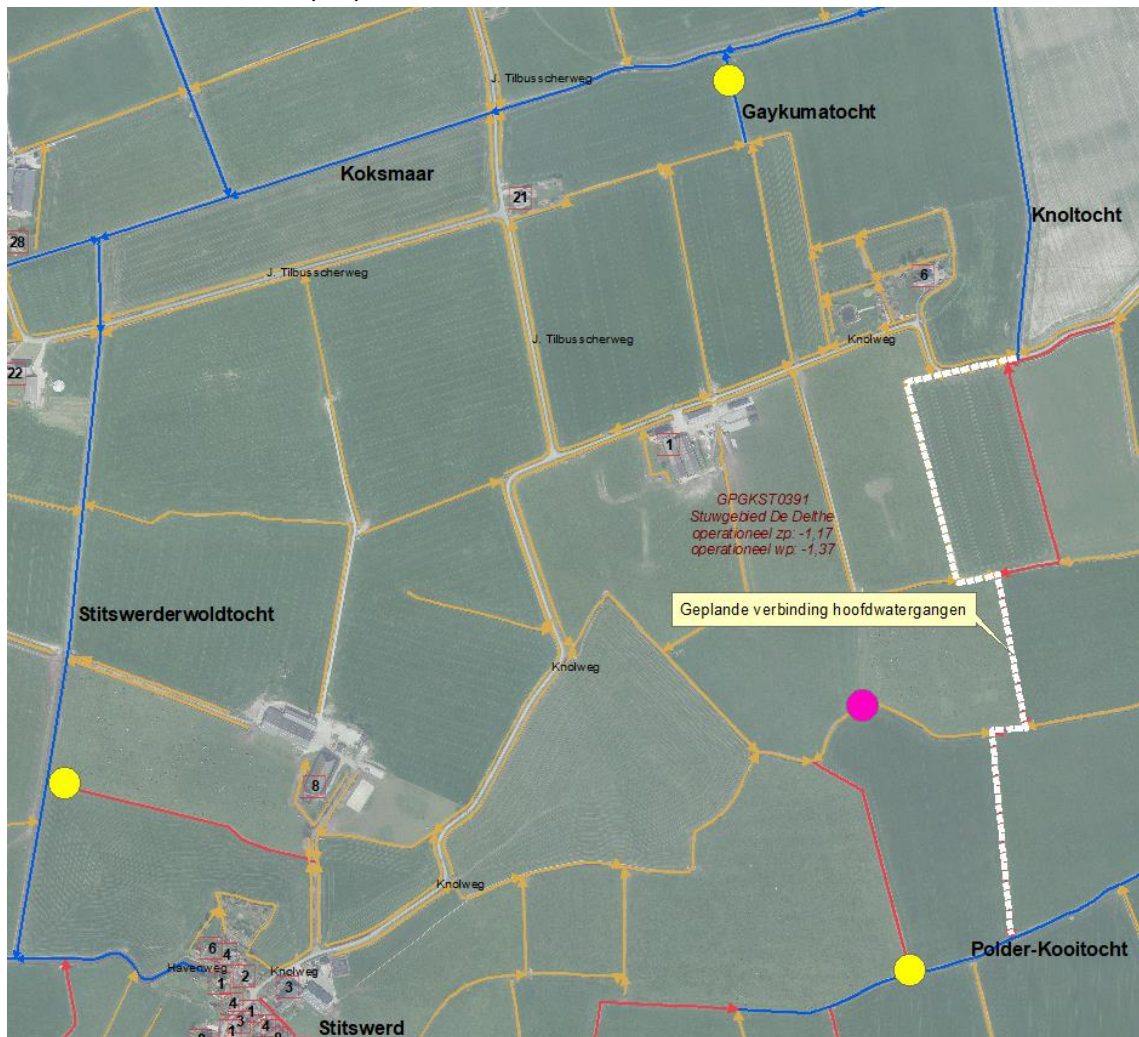 J. Tilbusscherweg
Gaykumatocht
Koksmaar
21
28
Knoltocht
J. Tilbusscherweg
6
J. Tilbusscherweg
Knolweg
22
1
GPGKST0391
Stuwgebied De Delthe
operationeel zp: -1,17
operationeel wp: -1,37
Geplande verbinding hoofdwatergangen
Stitswerderwoldtocht
Knolweg
8
Knolweg
6
4
Polder-Kooitocht
Havenweg
2
Knolweg
1
3
4
1
3
4
1
Stitswerd